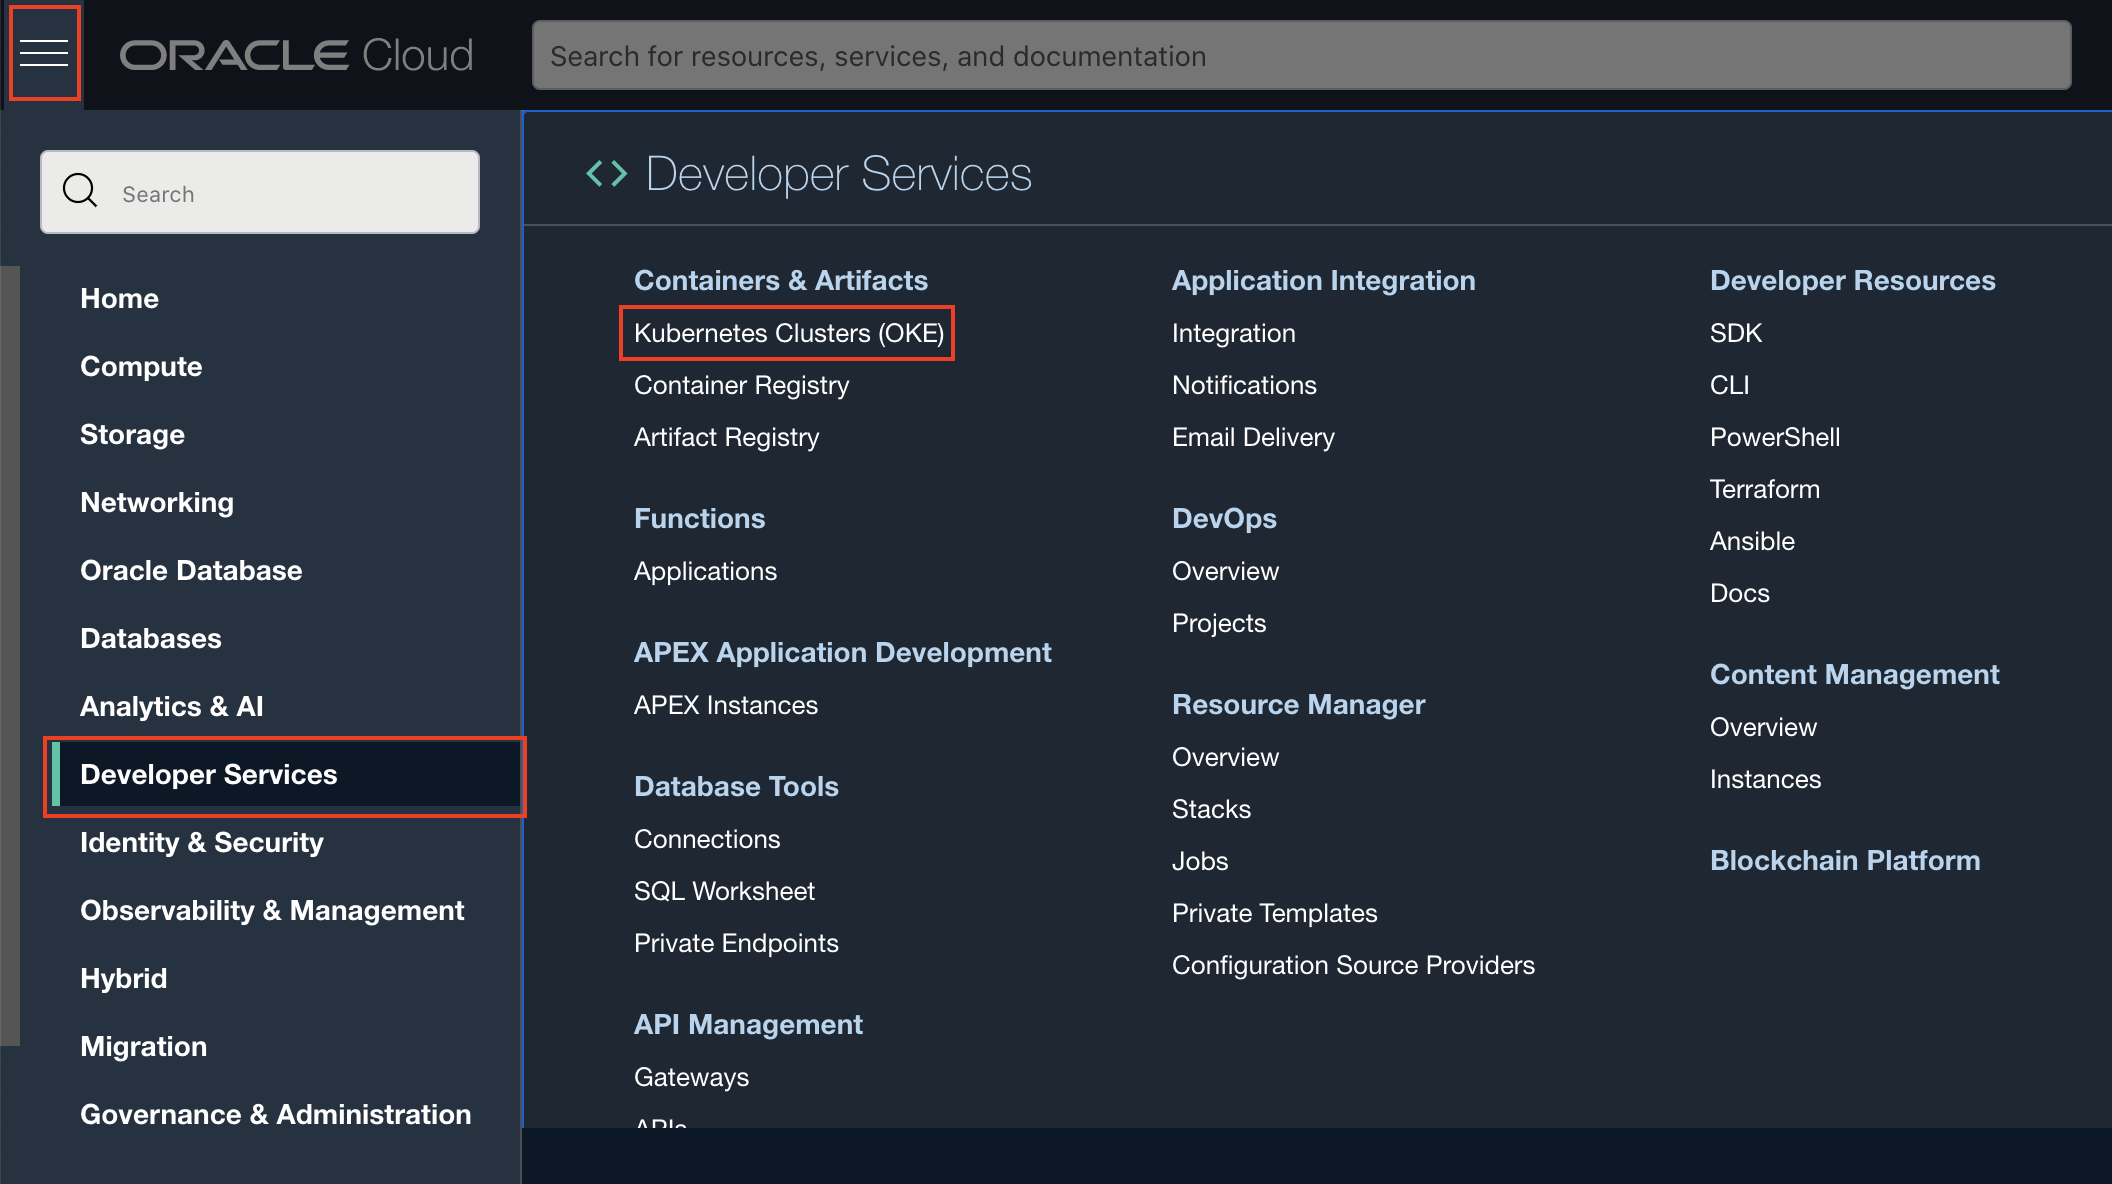 ORACLE Cloud
Search for resources, services, and documentation
Search
Home
Compute
Storage
Networking
Oracle Database
Databases
Analytics & AI
Developer Services
Identity & Security
Observability & Management
Hybrid
Migration
Governance & Administration
Developer Services
Containers & Artifacts
Kubernetes Clusters (OKE)
Container Registry
Artifact Registry
Functions
Applications
APEX Application Development
APEX Instances
Database Tools
Connections
SQL Worksheet
Private Endpoints
API Management
Gateways
APIs
Application Integration
Integration
Notifications
Email Delivery
DevOps
Overview
Projects
Resource Manager
Overview
Stacks
Jobs
Private Templates
Configuration Source Providers
Developer Resources
SDK
CLI
PowerShell
Terraform
Ansible
Docs
Content Management
Overview
Instances
Blockchain Platform